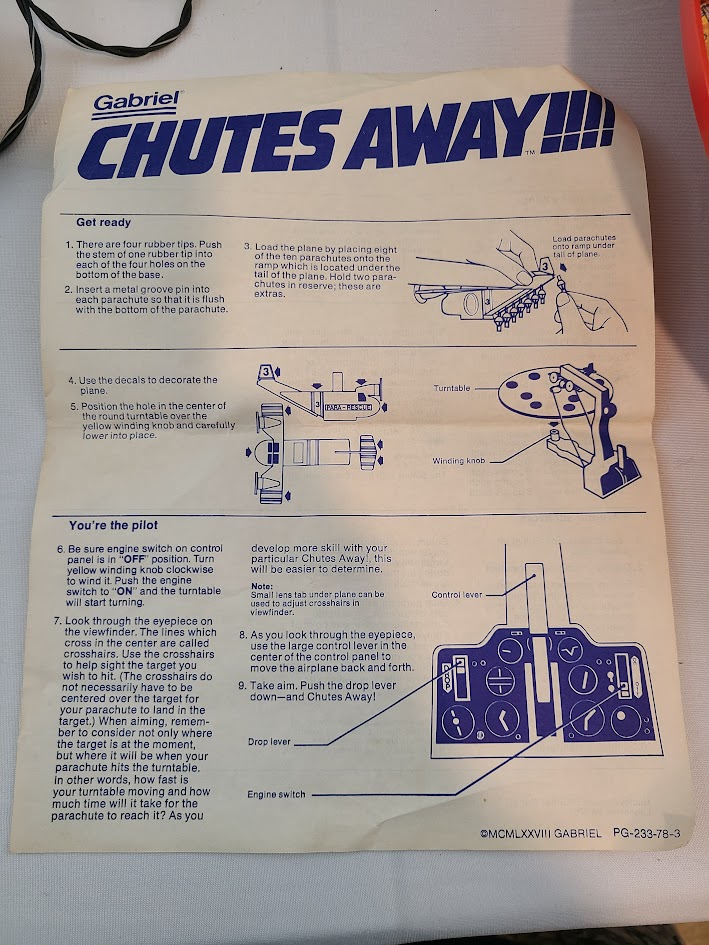 Gabriel®
CHUTES AWAY!!!!™
Get ready
1. There are four rubber tips. Push
the stem of one rubber tip into
each of the four holes on the
bottom of the base.
2. Insert a metal groove pin into
each parachute so that it is flush
with the bottom of the parachute.
3. Load the plane by placing eight
of the ten parachutes onto the
ramp which is located under the
tail of the plane. Hold two para-
chutes in reserve; these are
extras.
Load parachutes
onto ramp under
tail of plane.
3
3
4. Use the decals to decorate the
plane.
5. Position the hole in the center of
the round turntable over the
yellow winding knob and carefully
lower into place.
3
3
PARA-RESCUE
Turntable
Winding knob
You're the pilot
6. Be sure engine switch on control
panel is in "OFF" position. Turn
yellow winding knob clockwise
to wind it. Push the engine
switch to "ON" and the turntable
will start turning.
7. Look through the eyepiece on
the viewfinder. The lines which
cross in the center are called
crosshairs. Use the crosshairs
to help sight the target you
wish to hit. (The crosshairs do
not necessarily have to be
centered over the target for
your parachute to land in the
target.) When aiming, remem-
ber to consider not only where
the target is at the moment,
but where it will be when your
parachute hits the turntable.
In other words, how fast is
your turntable moving and how
much time will it take for the
parachute to reach it? As you
develop more skill with your
particular Chutes Away!, this
will be easier to determine.
Note:
Small lens tab under plane can be
used to adjust crosshairs in
viewfinder.
8. As you look through the eyepiece,
use the large control lever in the
center of the control panel to
move the airplane back and forth.
9. Take aim. Push the drop lever
down—and Chutes Away!
Control lever
Drop lever
Engine switch
©MCMLXXVIII GABRIEL PG-233-78-3